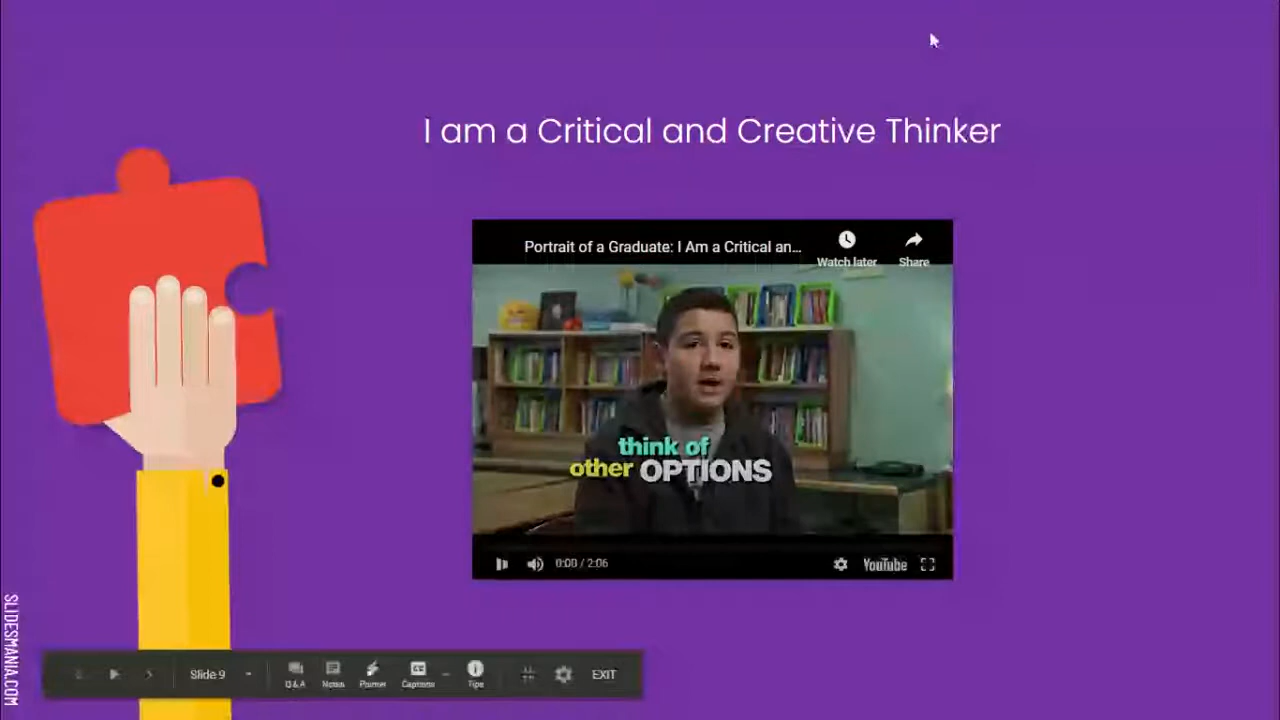 I am a Critical and Creative Thinker
Portrait of a Graduate: I Am a Critical an...
Watch later
Share
think of
other OPTIONS
0:00 / 2:06
YouTube
SLIDESMANIA.COM
Slide 9
Q&A
Notes
Pointer
CC
Captions
Tips
EXIT